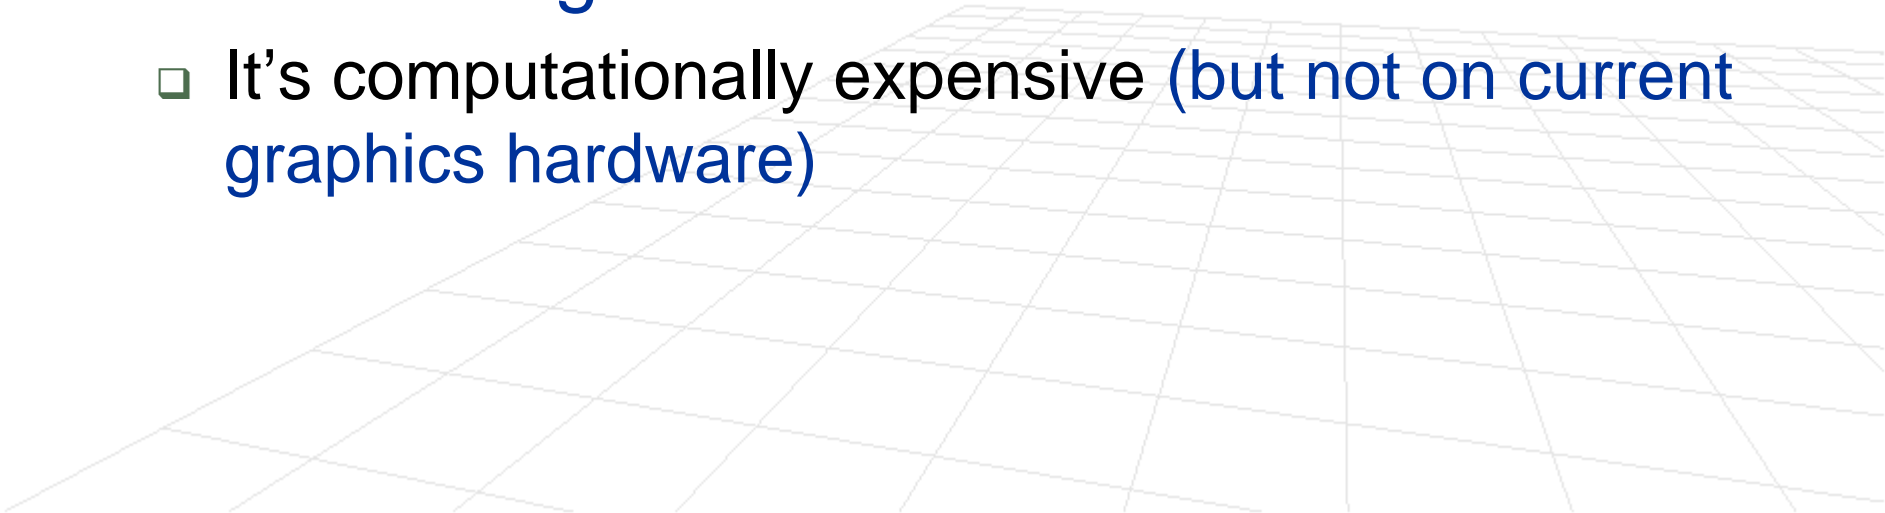 It’s computationally expensive (but not on current
graphics hardware)